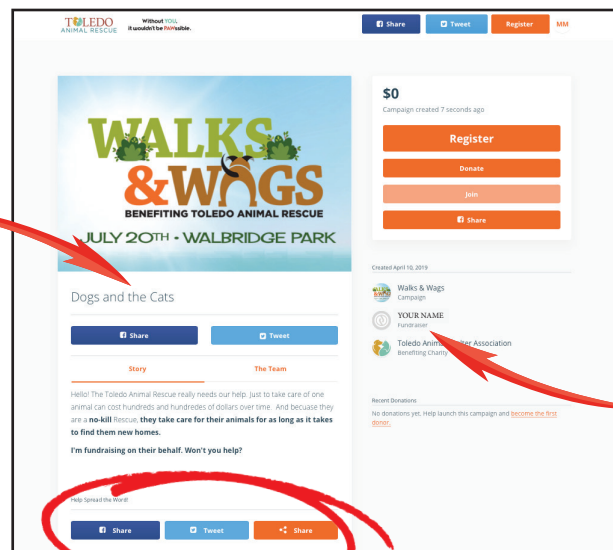 TOLEDO
ANIMAL RESCUE
Without YOU,
it wouldn't be PAWssible.
Share
Tweet
Register
MM
WALKS
& WAGS
BENEFITING TOLEDO ANIMAL RESCUE
JULY 20TH • WALBRIDGE PARK
Dogs and the Cats
Share
Tweet
Story
The Team
Hello! The Toledo Animal Rescue really needs our help. Just to take care of one
animal can cost hundreds and hundredes of dollars over time. And becuase they
are a no-kill Rescue, they take care for their animals for as long as it takes
to find them new homes.
I'm fundraising on their behalf. Won't you help?
Help Spread the Word!
Share
Tweet
Share
$0
Campaign created 7 seconds ago
Register
Donate
Join
Share
Created April 10, 2019
Walks & Wags
Campaign
YOUR NAME
Fundraiser
Toledo Animal Association
Benefiting Charity
Recent Donations
No donations yet. Help launch this campaign and become the first
donor.